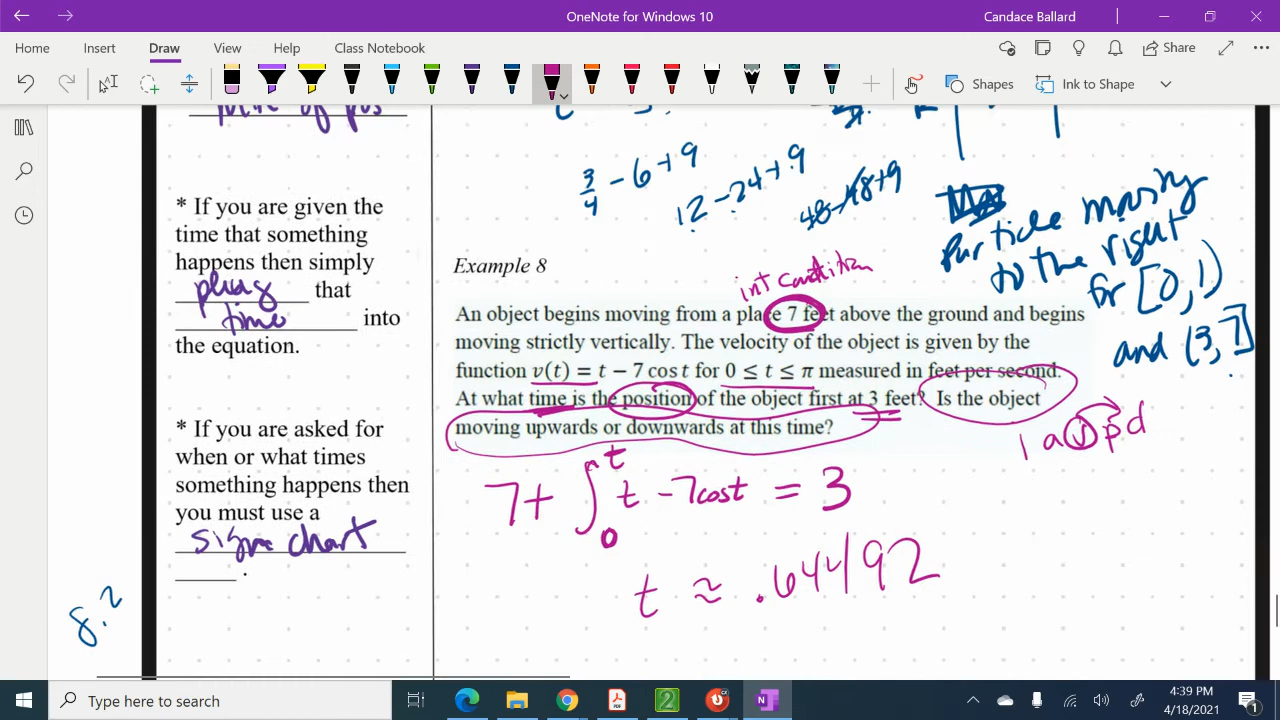 OneNote for Windows 10
Candace Ballard
Home Insert Draw View Help Class Notebook
Share
Shapes
Ink to Shape
of pos
* If you are given the
time that something
happens then simply
plug that
time into
the equation.
* If you are asked for
when or what times
something happens then
you must use a
sign chart
.
8.2
3/4 - 6 + 9
12 - 24 + 9
48 - 48 + 9
Particle moving
to the right
for [0, 1)
and (3, 7]
Example 8
int condition
An object begins moving from a place 7 feet above the ground and begins
moving strictly vertically. The velocity of the object is given by the
function v(t) = t − 7 cos t for 0 ≤ t ≤ π measured in feet per second.
At what time is the position of the object first at 3 feet? Is the object
moving upwards or downwards at this time?
a v p d
7 + ∫₀ᵗ t - 7cost = 3
t ≈ .64492
Type here to search
4:39 PM
4/18/2021
1